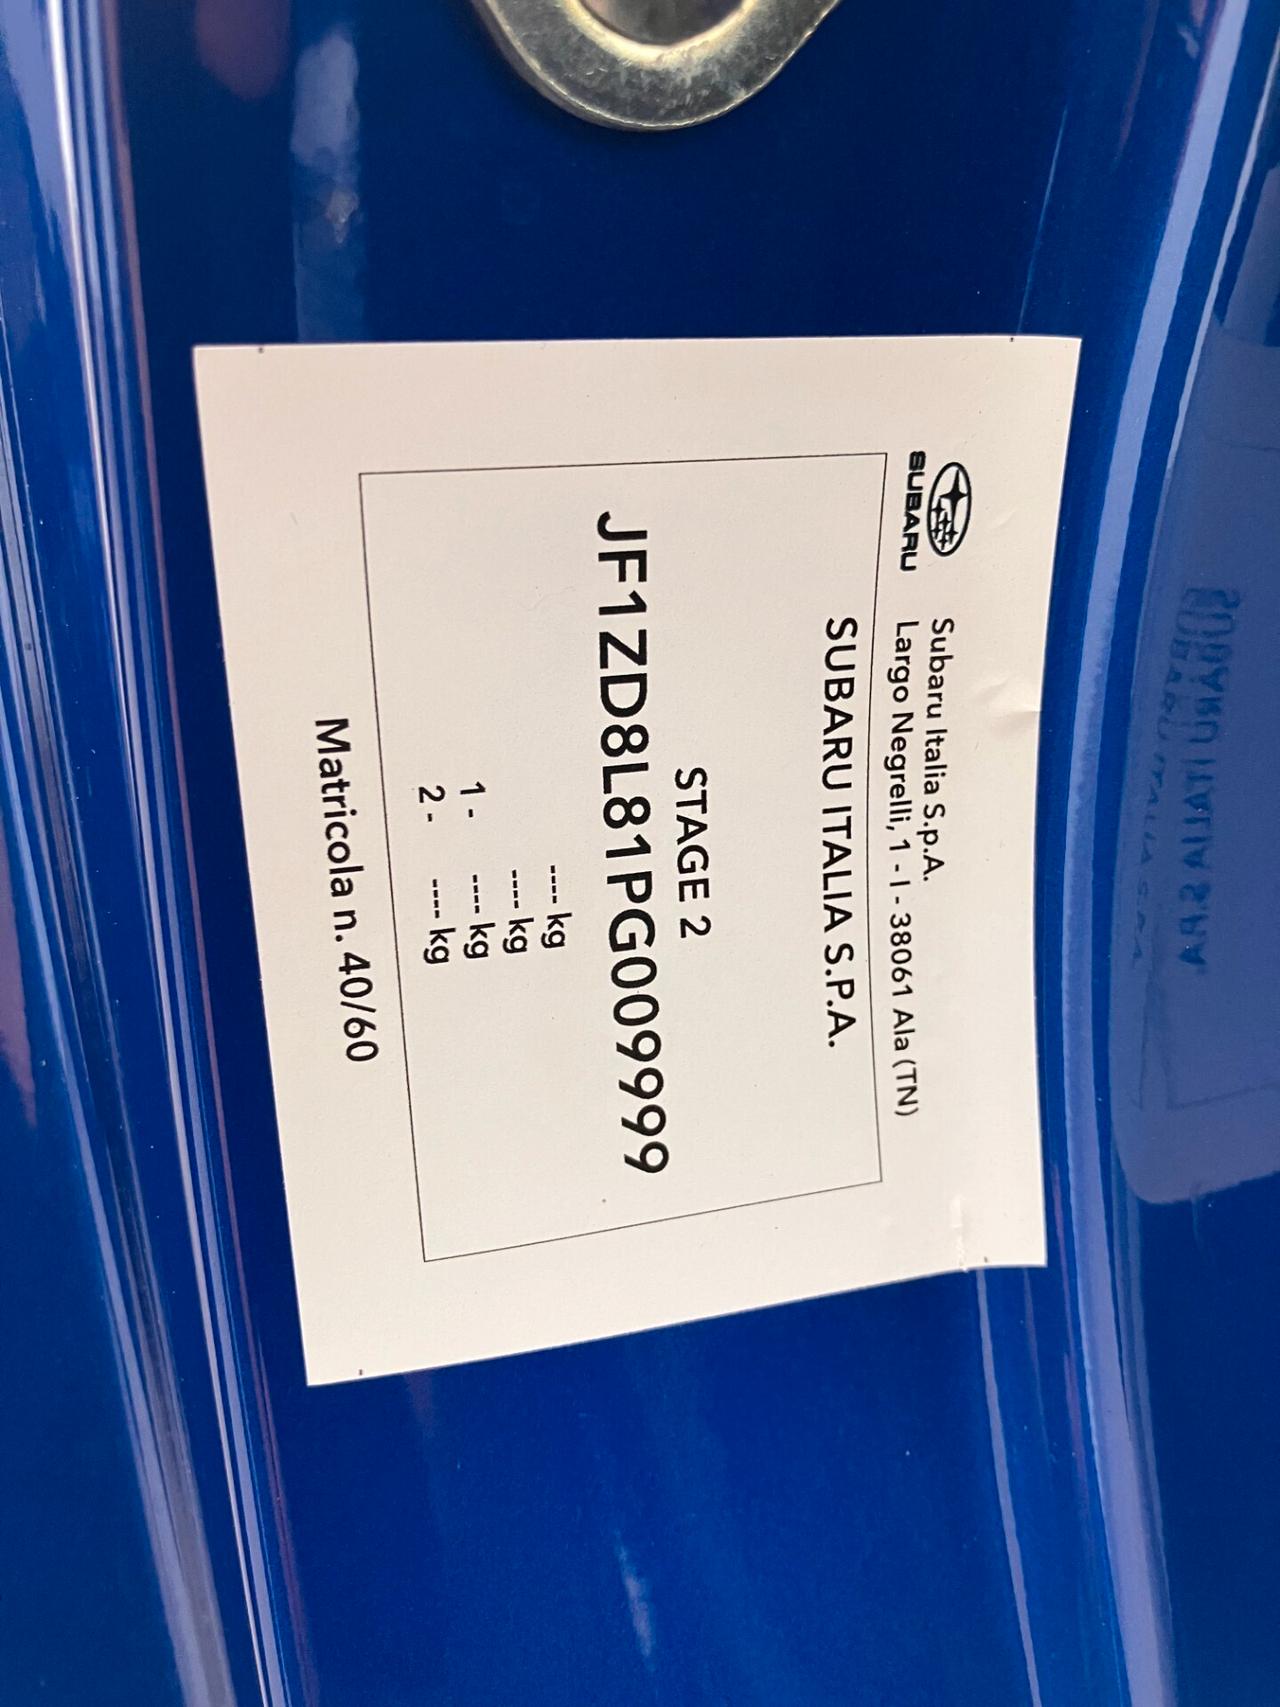 SUBARU
Subaru Italia S.p.A.
Largo Negrelli, 1 - I - 38061 Ala (TN)
SUBARU ITALIA S.P.A.
STAGE 2
JF1ZD8L81PG009999
---- kg
---- kg
1 - ---- kg
2 - ---- kg
Matricola n. 40/60